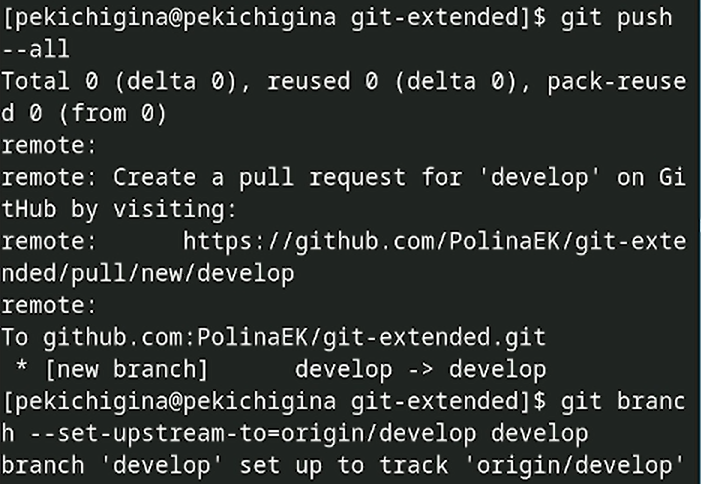 [pekichigina@pekichigina git-extended]$ git push
--all
Total 0 (delta 0), reused 0 (delta 0), pack-reuse
d 0 (from 0)
remote:
remote: Create a pull request for 'develop' on Gi
tHub by visiting:
remote:      https://github.com/PolinaEK/git-exte
nded/pull/new/develop
remote:
To github.com:PolinaEK/git-extended.git
 * [new branch]      develop -> develop
[pekichigina@pekichigina git-extended]$ git branc
h --set-upstream-to=origin/develop develop
branch 'develop' set up to track 'origin/develop'